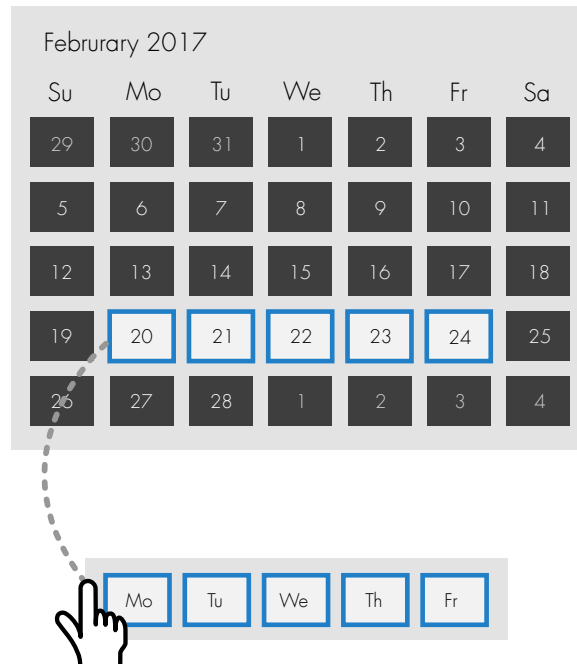 Februrary 2017
Su Mo Tu We Th Fr Sa
29 30 31 1 2 3 4
5 6 7 8 9 10 11
12 13 14 15 16 17 18
19 20 21 22 23 24 25
26 27 28 1 2 3 4
Mo Tu We Th Fr